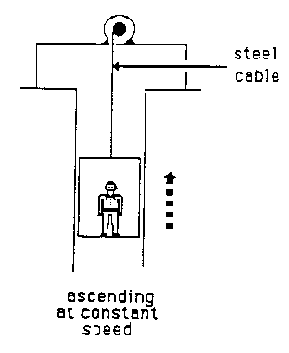 steel
cable
ascending
at constant
speed